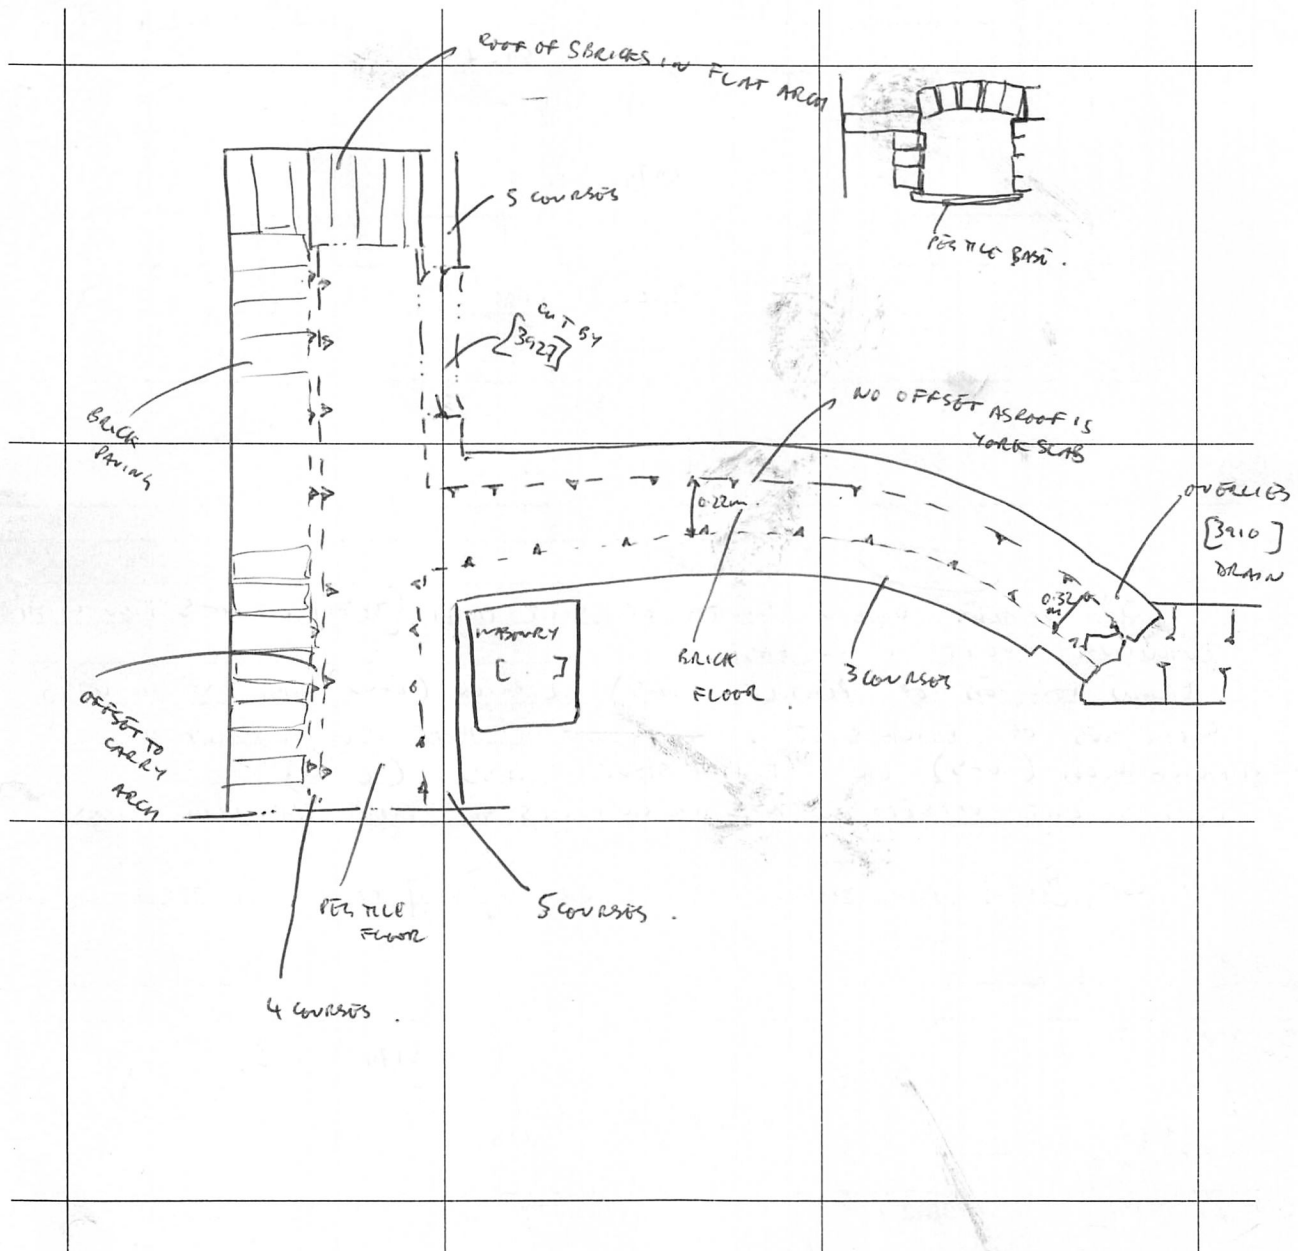 ROOF OF 5 BRICKS IN FLAT ARCH
5 COURSES
PEG TILE BASE.
CUT BY
[3927]
NO OFFSET AS ROOF IS
YORK SLAB
BRICK
PAVING
0.22m
OVERLIES
[3910]
DRAIN
0.32
m
MASONRY
[ ]
BRICK
FLOOR.
3 COURSES
OFFSET TO
CARRY
ARCH
PEG TILE
FLOOR
5 COURSES.
4 COURSES.